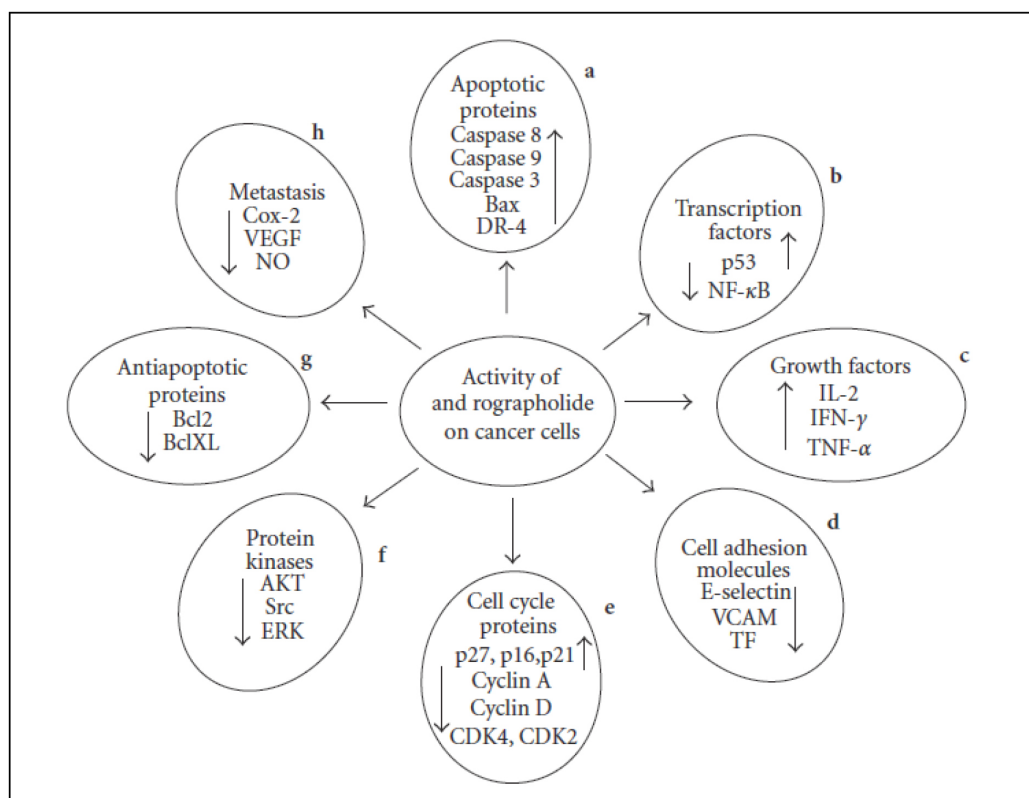 a
Apoptotic
proteins
Caspase 8
Caspase 9
Caspase 3
Bax
DR-4
b
Transcription
factors
p53
NF-κB
c
Growth factors
IL-2
IFN-γ
TNF-α
d
Cell adhesion
molecules
E-selectin
VCAM
TF
e
Cell cycle
proteins
p27, p16,p21
Cyclin A
Cyclin D
CDK4, CDK2
f
Protein
kinases
AKT
Src
ERK
g
Antiapoptotic
proteins
Bcl2
BclXL
h
Metastasis
Cox-2
VEGF
NO
Activity of
and rographolide
on cancer cells